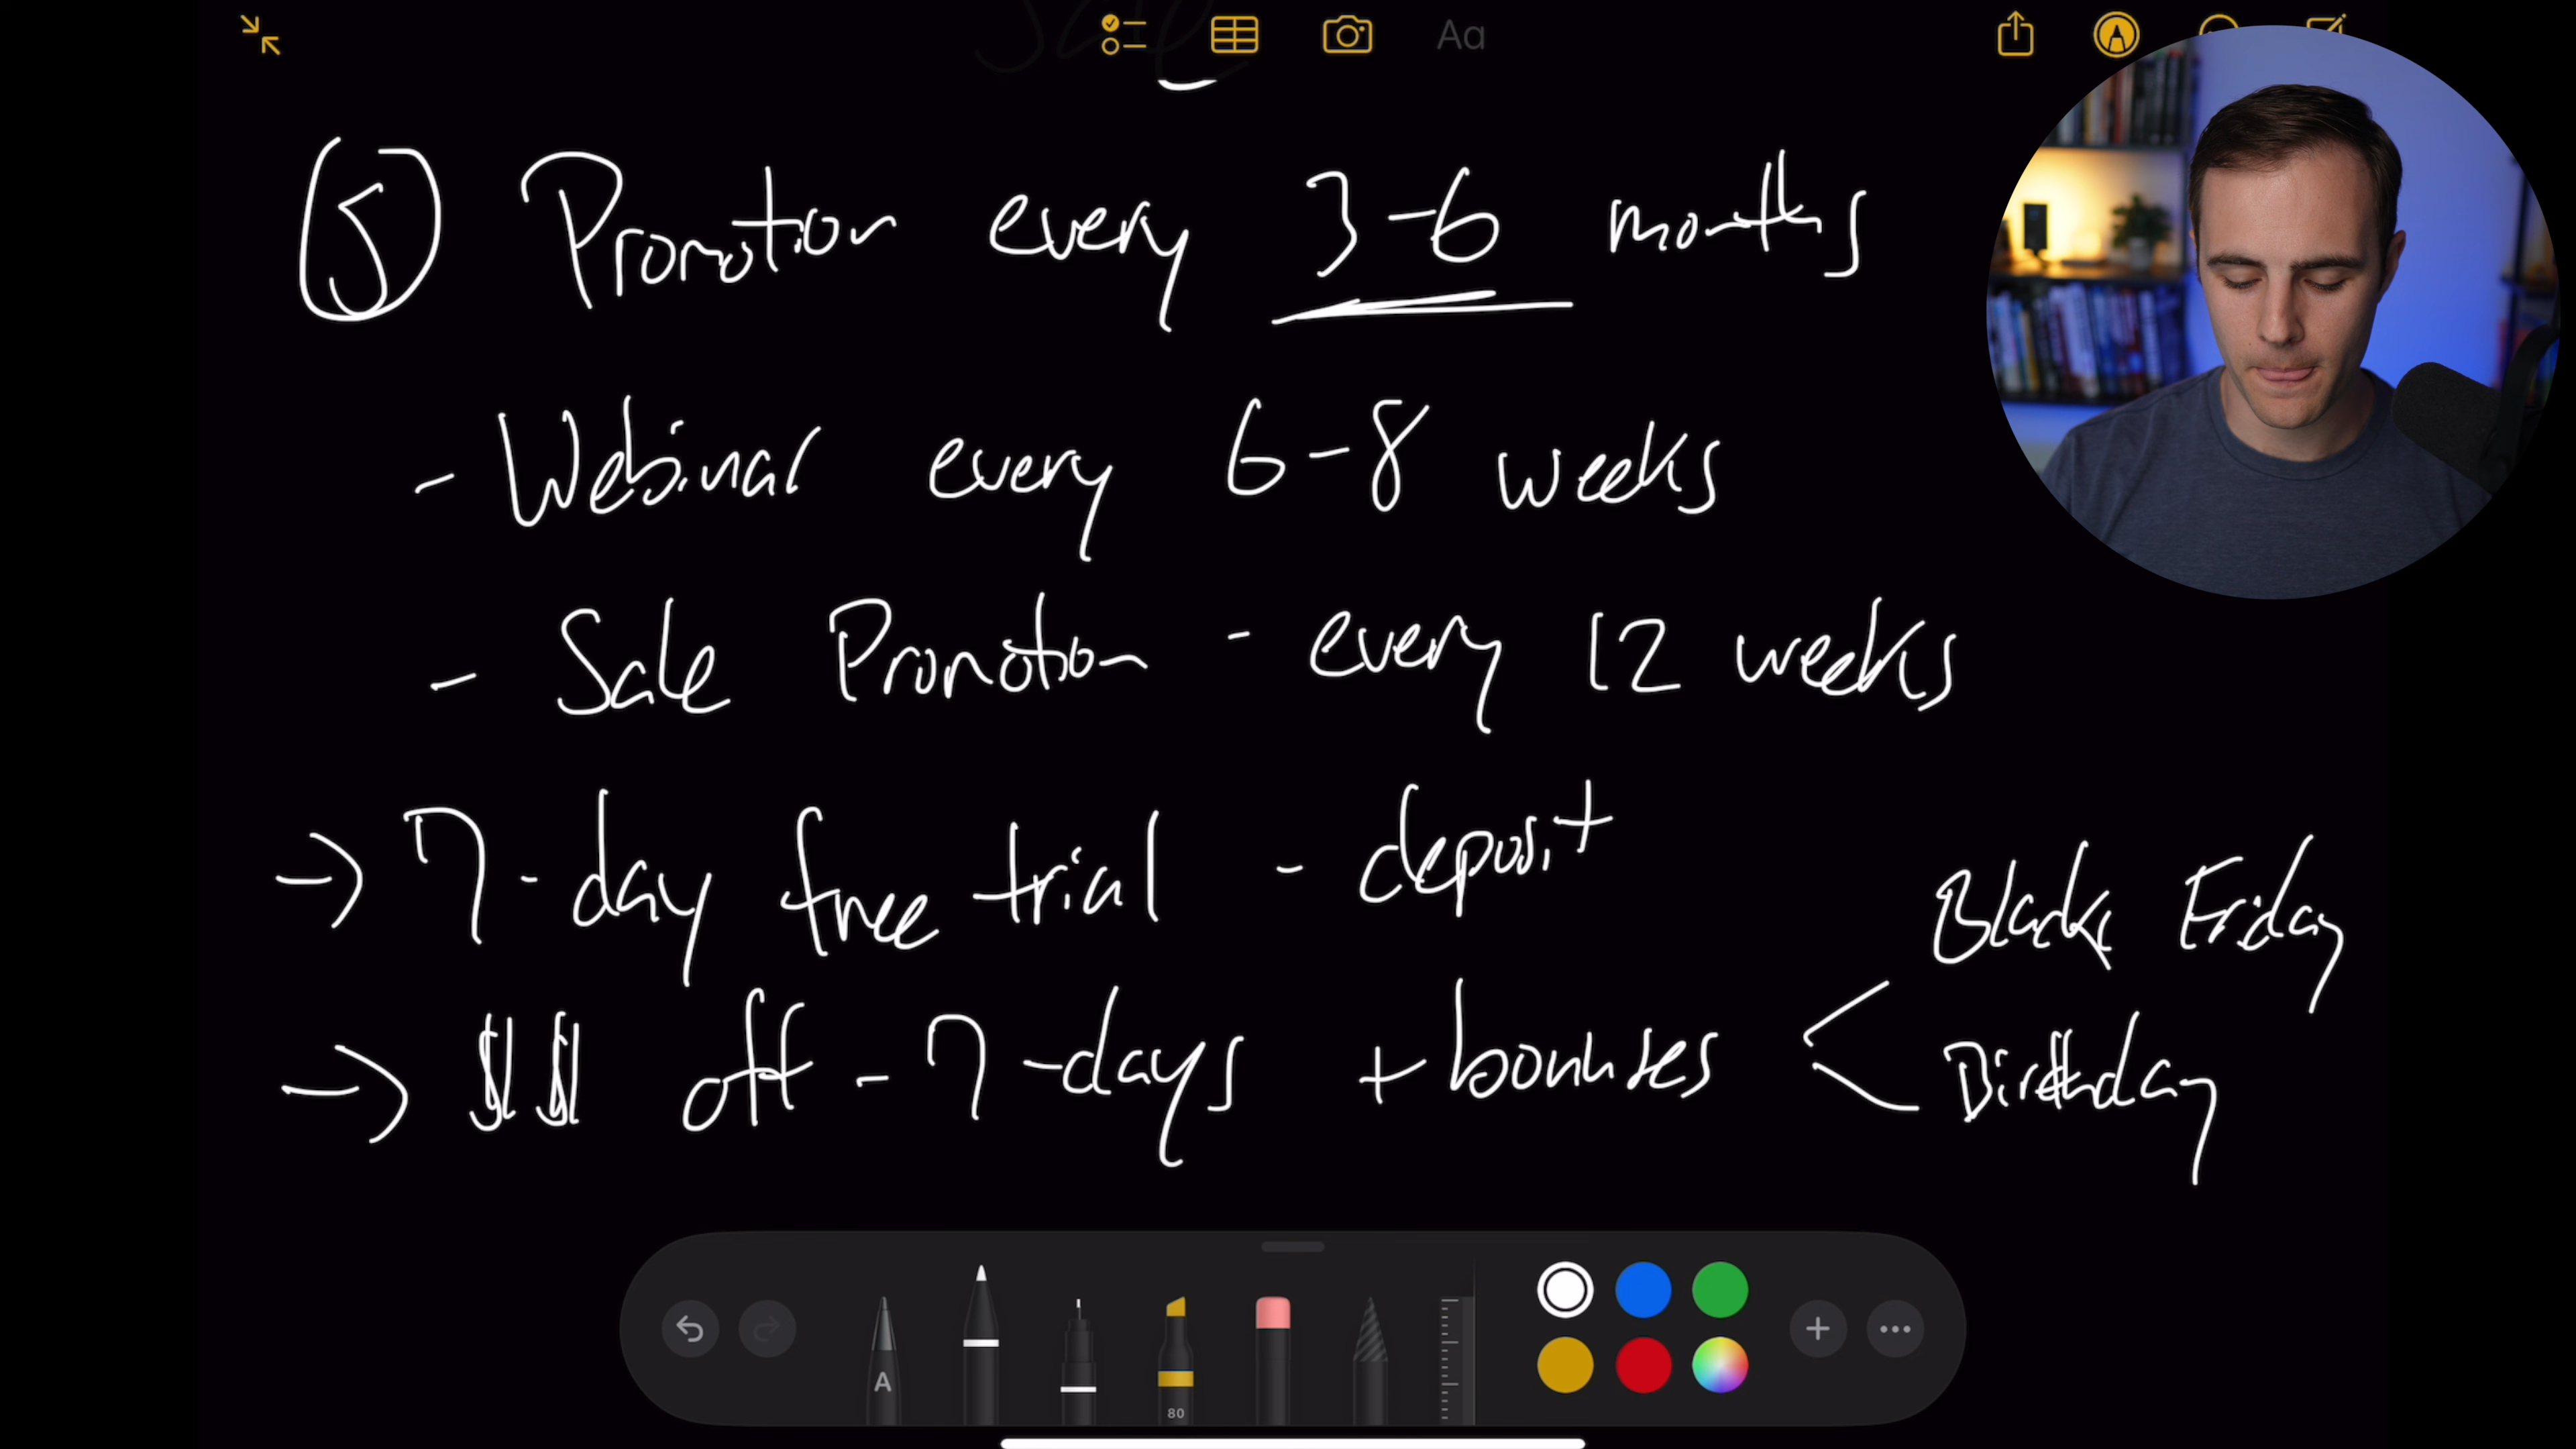 Aa
⑤ Promotion every 3-6 months
- Webinar every 6-8 weeks
- Sale Promotion - every 12 weeks
→ 7-day free trial - deposit
Black Friday
→ $$ off - 7-days + bonuses
Birthday
A
80